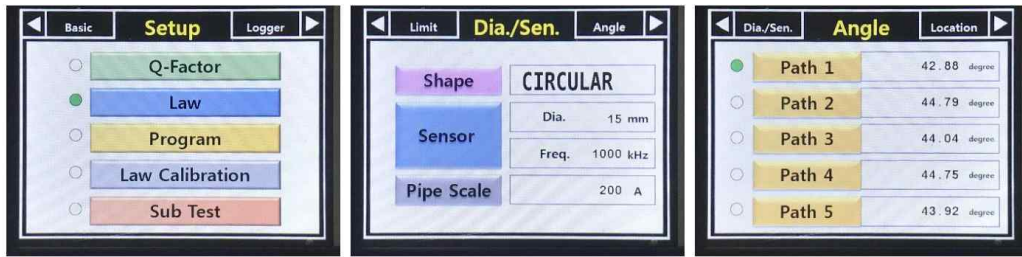 Basic Setup Logger
Q-Factor
Law
Program
Law Calibration
Sub Test
Limit Dia./Sen. Angle
Shape CIRCULAR
Sensor
Dia. 15 mm
Freq. 1000 kHz
Pipe Scale 200 A
Dia./Sen. Angle Location
Path 1 42.88 degree
Path 2 44.79 degree
Path 3 44.04 degree
Path 4 44.75 degree
Path 5 43.92 degree